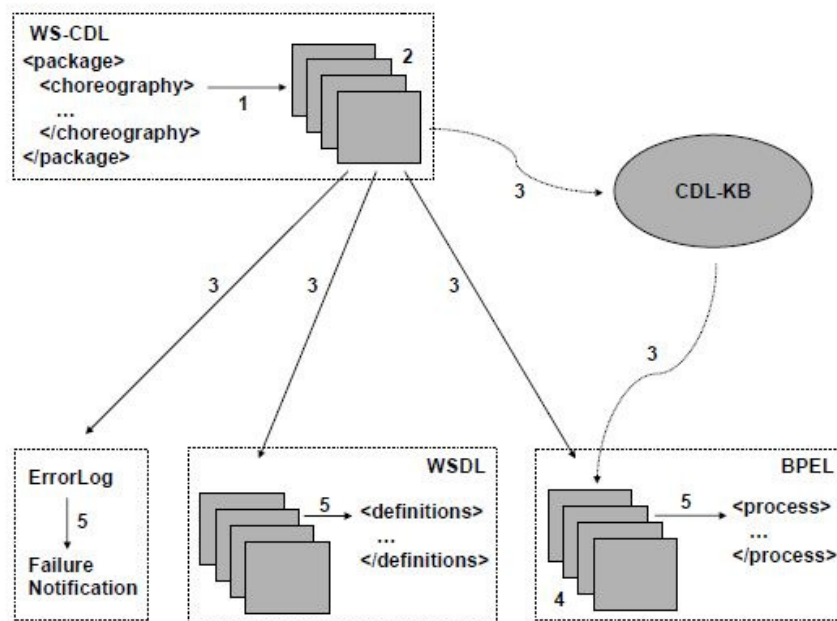 WS-CDL
<package>
<choreography>
...
</choreography>
</package>
1
2
3
CDL-KB
3
3
3
3
3
ErrorLog
5
Failure
Notification
WSDL
5
<definitions>
...
</definitions>
BPEL
5
<process>
...
</process>
4